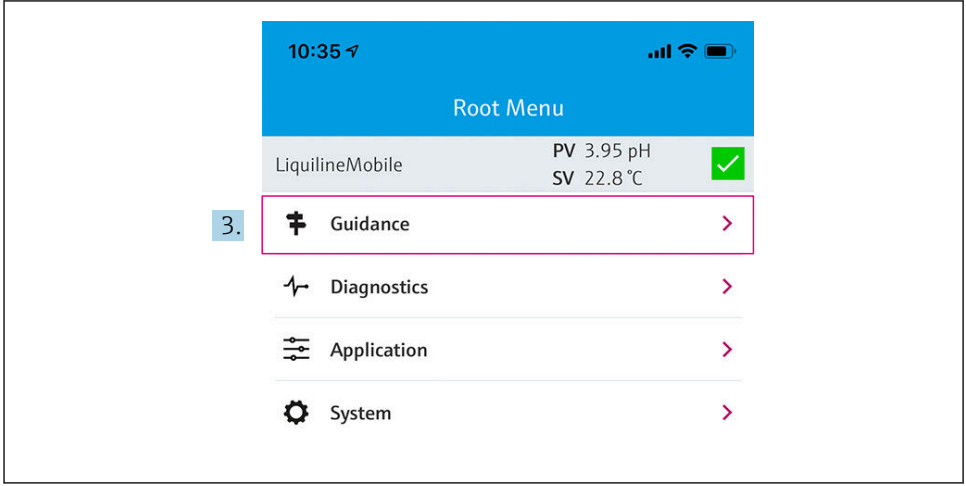 10:35
Root Menu
LiquilineMobile
PV 3.95 pH
SV 22.8 °C
3.
Guidance
Diagnostics
Application
System